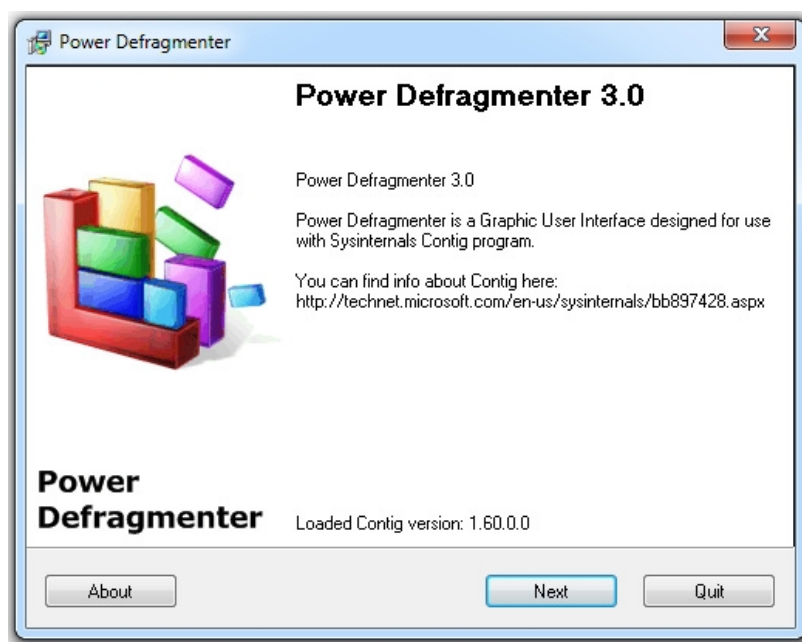 Power Defragmenter
Power Defragmenter 3.0
Power Defragmenter 3.0
Power Defragmenter is a Graphic User Interface designed for use
with Sysinternals Contig program.
You can find info about Contig here:
http://technet.microsoft.com/en-us/sysinternals/bb897428.aspx
Power
Defragmenter
Loaded Contig version: 1.60.0.0
About
Next
Quit